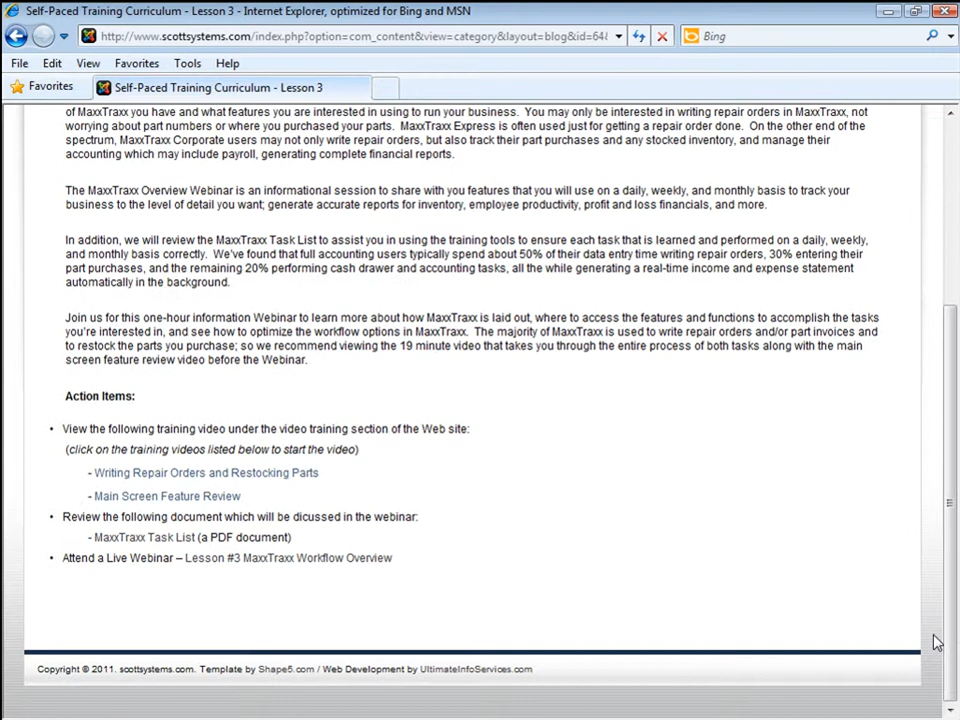 Self-Paced Training Curriculum - Lesson 3 - Internet Explorer, optimized for Bing and MSN
http://www.scottsystems.com/index.php?option=com_content&view=category&layout=blog&id=64&
Bing
File Edit View Favorites Tools Help
Favorites Self-Paced Training Curriculum - Lesson 3
of MaxxTraxx you have and what features you are interested in using to run your business. You may only be interested in writing repair orders in MaxxTraxx, not
worrying about part numbers or where you purchased your parts. MaxxTraxx Express is often used just for getting a repair order done. On the other end of the
spectrum, MaxxTraxx Corporate users may not only write repair orders, but also track their part purchases and any stocked inventory, and manage their
accounting which may include payroll, generating complete financial reports.
The MaxxTraxx Overview Webinar is an informational session to share with you features that you will use on a daily, weekly, and monthly basis to track your
business to the level of detail you want; generate accurate reports for inventory, employee productivity, profit and loss financials, and more.
In addition, we will review the MaxxTraxx Task List to assist you in using the training tools to ensure each task that is learned and performed on a daily, weekly,
and monthly basis correctly. We've found that full accounting users typically spend about 50% of their data entry time writing repair orders, 30% entering their
part purchases, and the remaining 20% performing cash drawer and accounting tasks, all the while generating a real-time income and expense statement
automatically in the background.
Join us for this one-hour information Webinar to learn more about how MaxxTraxx is laid out, where to access the features and functions to accomplish the tasks
you're interested in, and see how to optimize the workflow options in MaxxTraxx. The majority of MaxxTraxx is used to write repair orders and/or part invoices and
to restock the parts you purchase; so we recommend viewing the 19 minute video that takes you through the entire process of both tasks along with the main
screen feature review video before the Webinar.
Action Items:
• View the following training video under the video training section of the Web site:
(click on the training videos listed below to start the video)
- Writing Repair Orders and Restocking Parts
- Main Screen Feature Review
• Review the following document which will be dicussed in the webinar:
- MaxxTraxx Task List (a PDF document)
• Attend a Live Webinar – Lesson #3 MaxxTraxx Workflow Overview
Copyright © 2011. scottsystems.com. Template by Shape5.com / Web Development by UltimateInfoServices.com